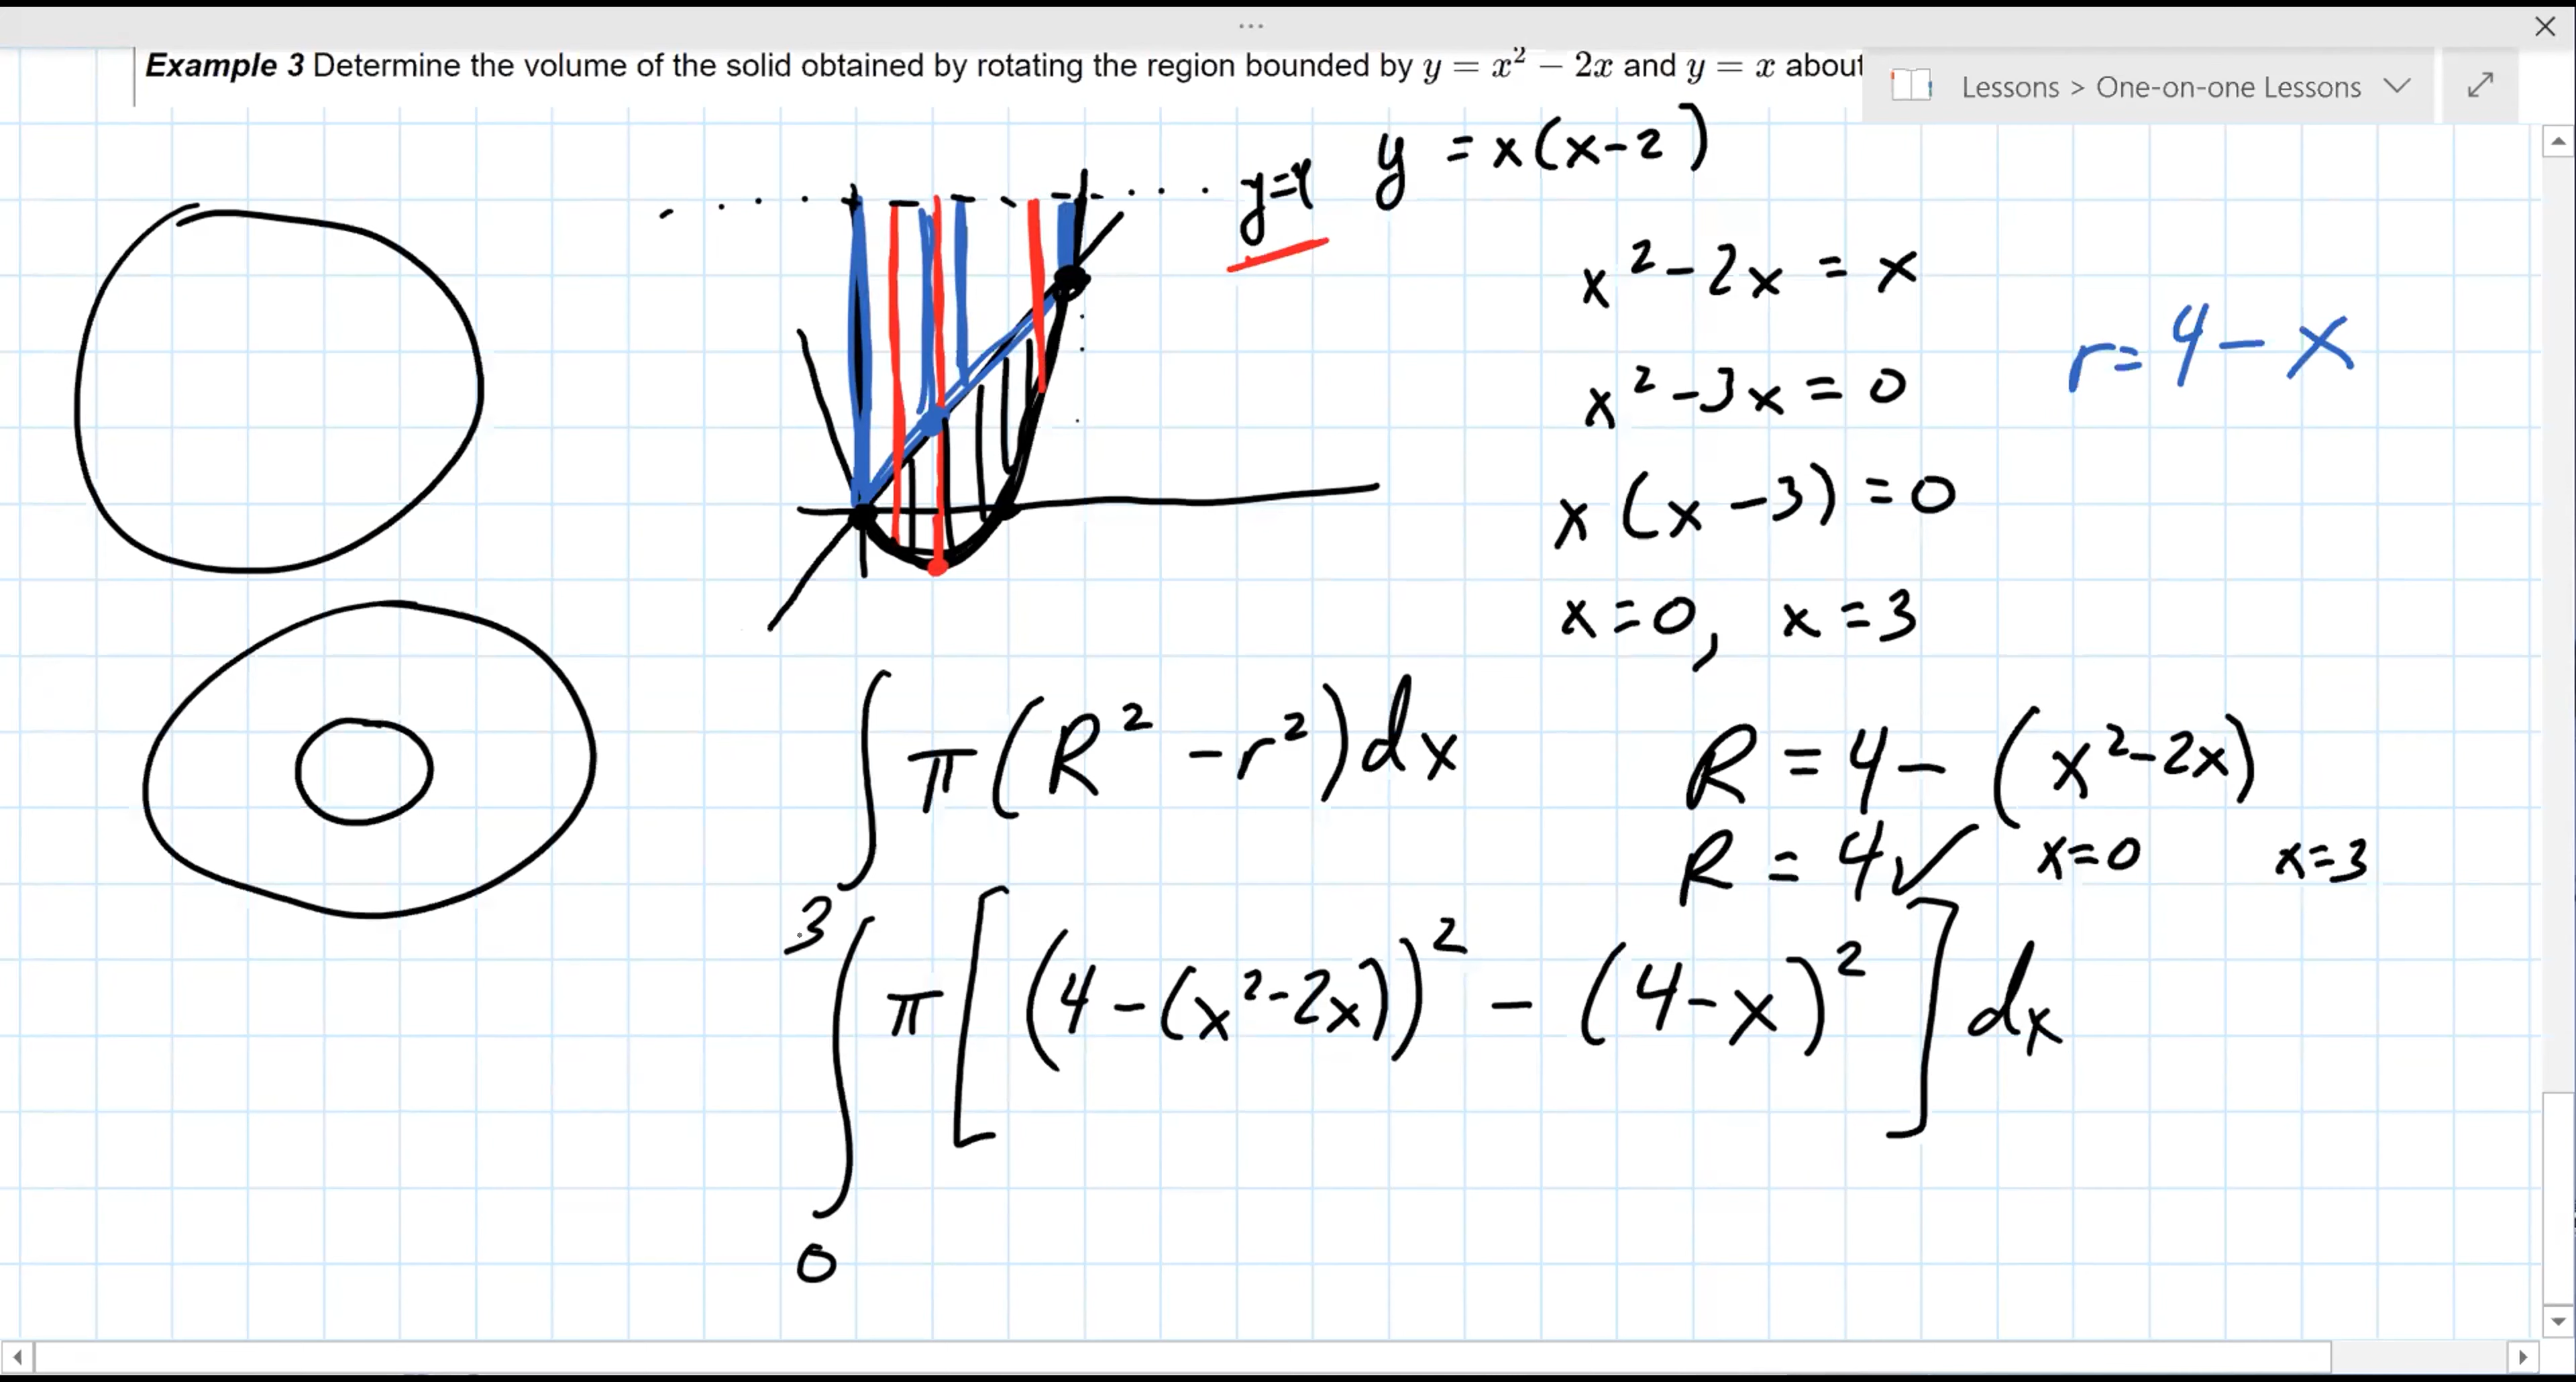 Example 3 Determine the volume of the solid obtained by rotating the region bounded by y = x² − 2x and y = x about
Lessons > One-on-one Lessons
y=4
y = x(x-2)
x² - 2x = x
r = 4 - x
x² - 3x = 0
x(x - 3) = 0
x = 0, x = 3
∫ π(R² - r²)dx
R = 4 - (x² - 2x)
R = 4 ✓ x=0 x=3
3
∫ π[(4 - (x² - 2x))² - (4 - x)²]dx
0